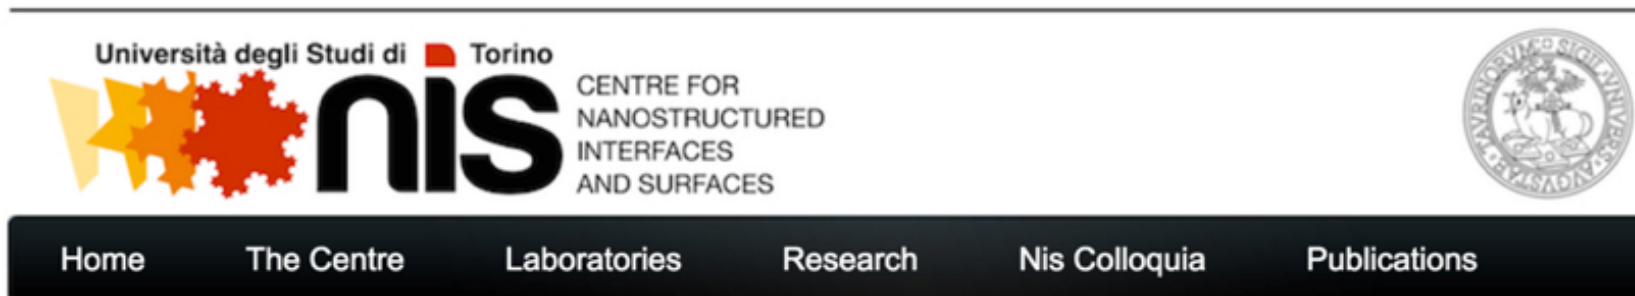 Università degli Studi di Torino
nis
CENTRE FOR
NANOSTRUCTURED
INTERFACES
AND SURFACES
Home The Centre Laboratories Research Nis Colloquia Publications